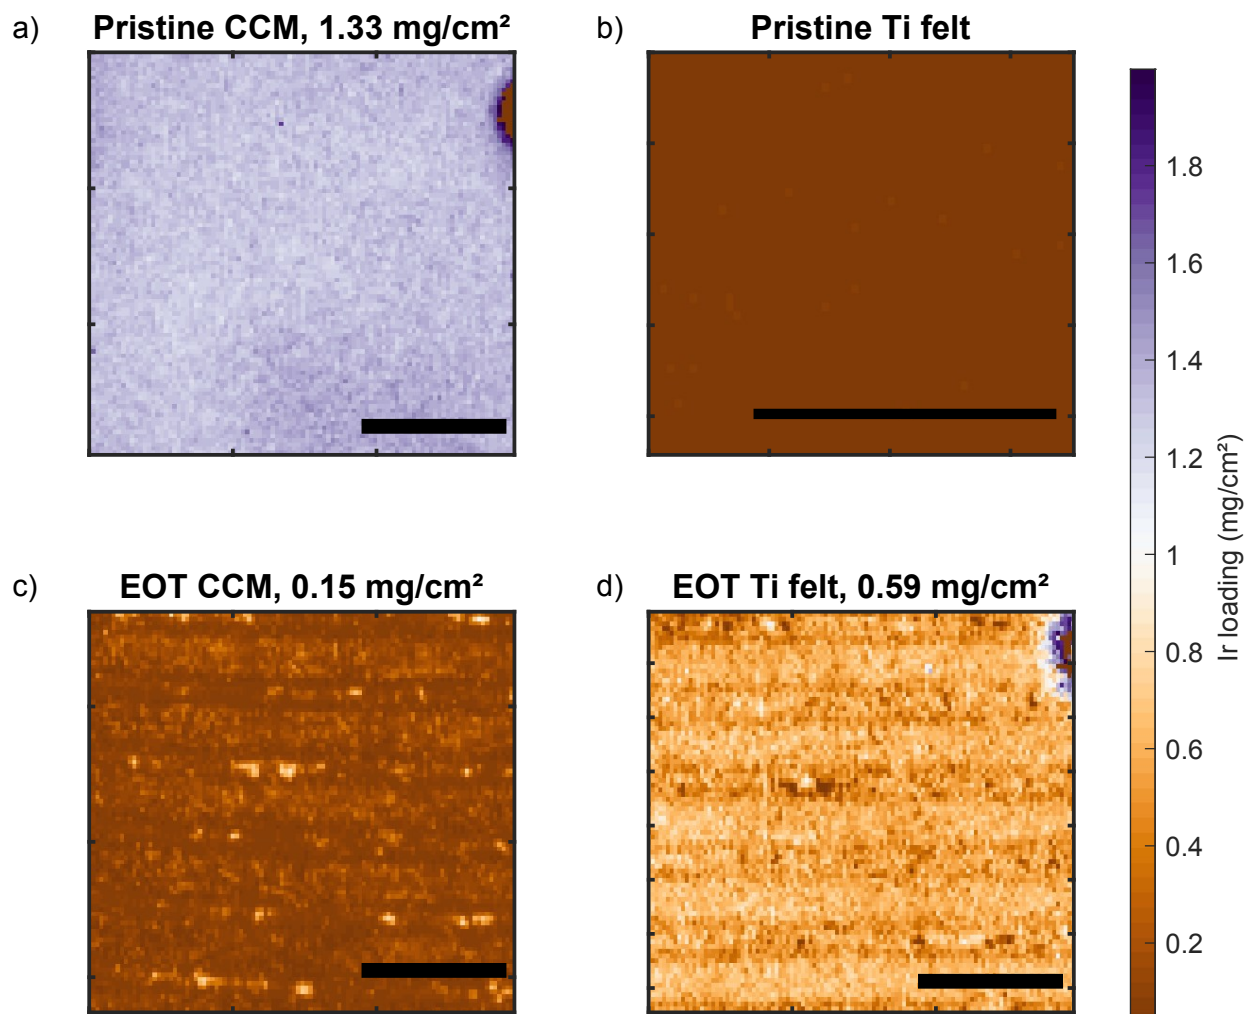 a) Pristine CCM, 1.33 mg/cm²
b) Pristine Ti felt
1.8
1.6
1.4
1.2
1
0.8
0.6
0.4
0.2
Ir loading (mg/cm²)
c) EOT CCM, 0.15 mg/cm²
d) EOT Ti felt, 0.59 mg/cm²